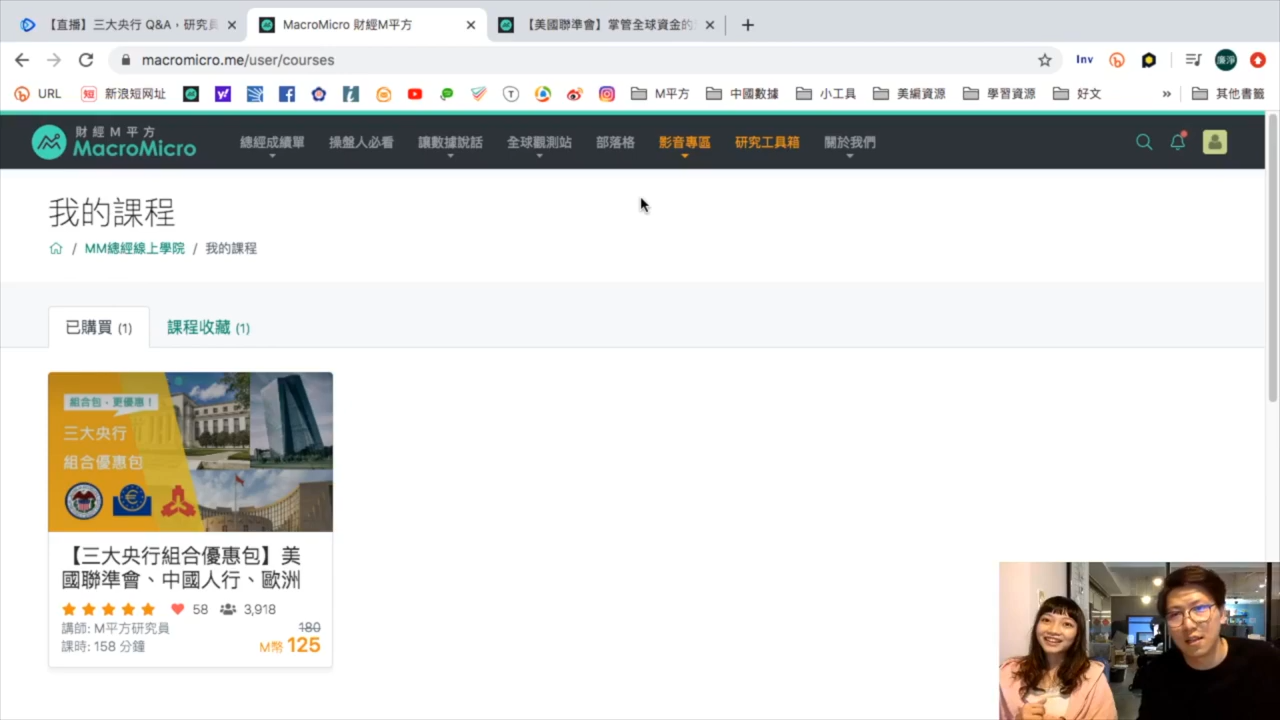 【直播】三大央行 Q&A,研究員
MacroMicro 財經M平方
【美國聯準會】掌管全球資金的
macromicro.me/user/courses
Inv
廉淨
URL
短 新浪短网址
M平方
中國數據
小工具
美編資源
學習資源
好文
»
其他書籤
財經M平方
MacroMicro
總經成績單
操盤人必看
讓數據說話
全球觀測站
部落格
影音專區
研究工具箱
關於我們
我的課程
/ MM總經線上學院 / 我的課程
已購買 (1)
課程收藏 (1)
組合包、更優惠!
三大央行
組合優惠包
【三大央行組合優惠包】美
國聯準會、中國人行、歐洲
58 3,918
講師: M平方研究員 180
課時: 158 分鐘 M幣 125